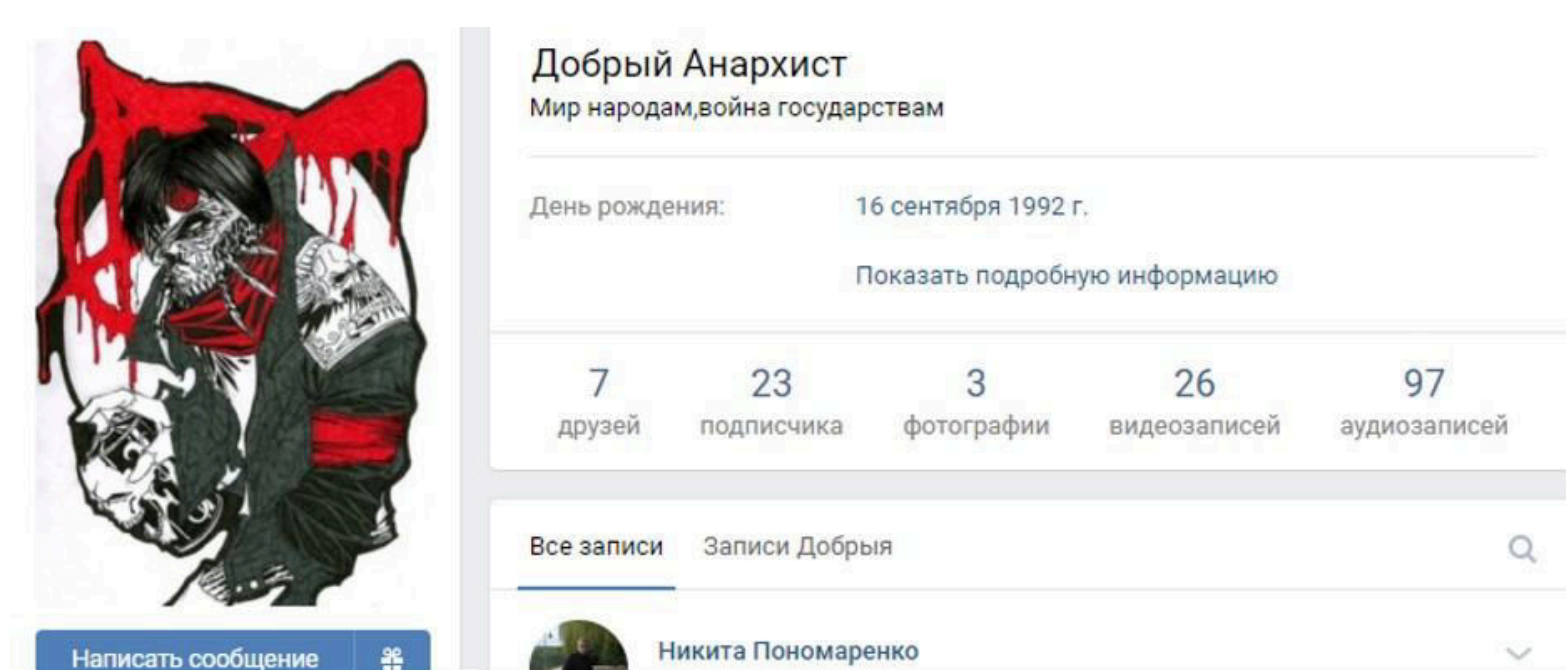 Добрый Анархист
Мир народам,война государствам
День рождения: 16 сентября 1992 г.
Показать подробную информацию
7 23 3 26 97
друзей подписчика фотографии видеозаписей аудиозаписей
Все записи Записи Добрыя
Никита Пономаренко
Написать сообщение